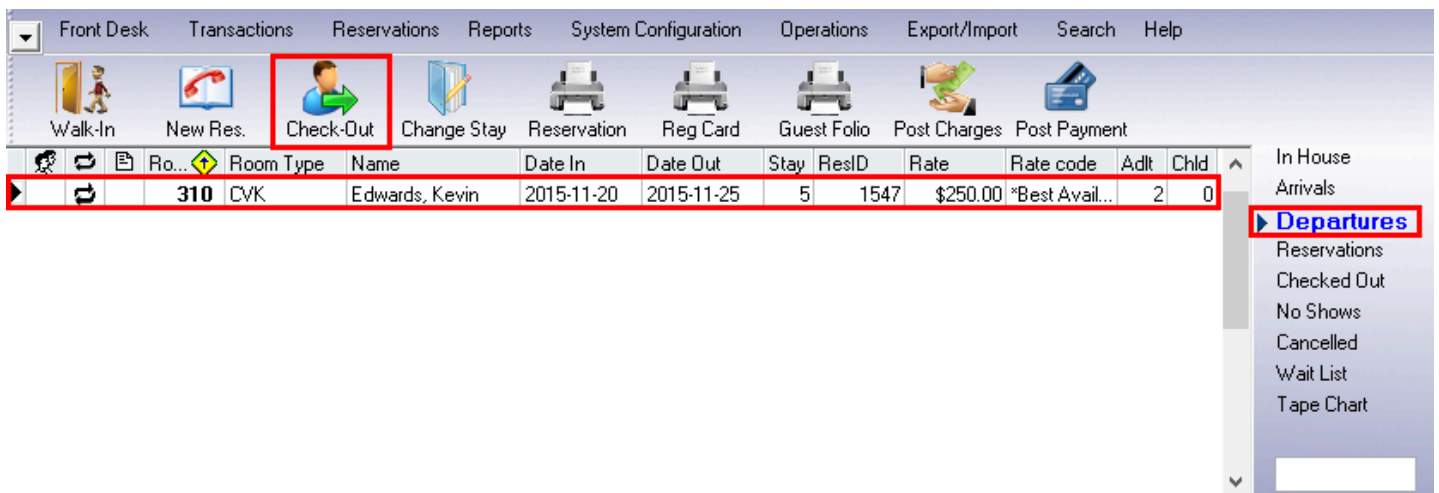 Front Desk Transactions Reservations Reports System Configuration Operations Export/Import Search Help
Walk-In New Res. Check-Out Change Stay Reservation Reg Card Guest Folio Post Charges Post Payment
Ro... Room Type Name Date In Date Out Stay ResID Rate Rate code Adlt Chld
310 CVK Edwards, Kevin 2015-11-20 2015-11-25 5 1547 $250.00 *Best Avail... 2 0
In House
Arrivals
Departures
Reservations
Checked Out
No Shows
Cancelled
Wait List
Tape Chart